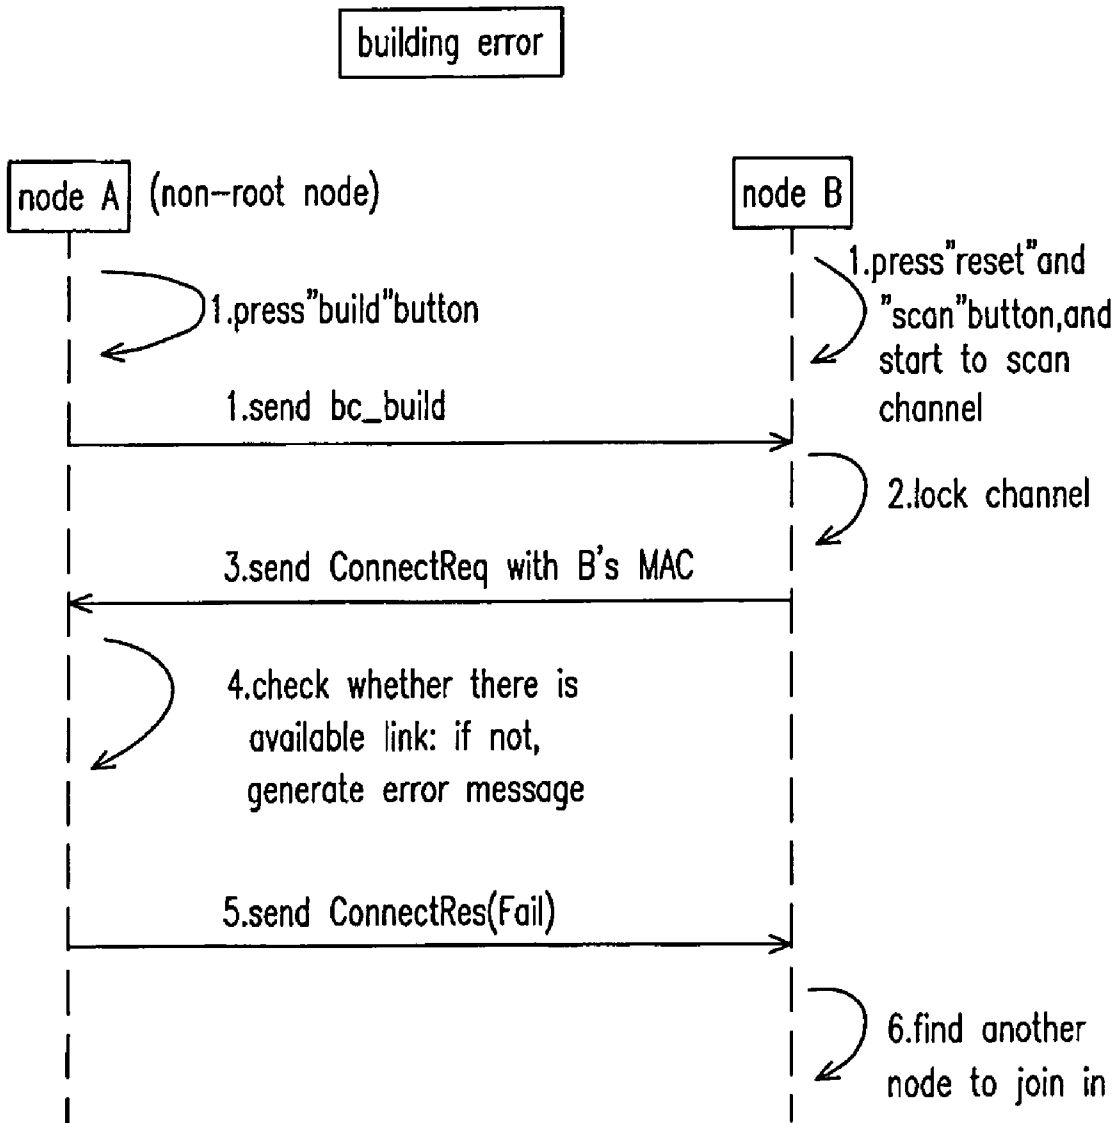 building error
node A (non-root node)
node B
1.press"build"button
1.press"reset"and
"scan"button,and
start to scan
channel
1.send bc_build
2.lock channel
3.send ConnectReq with B's MAC
4.check whether there is
available link: if not,
generate error message
5.send ConnectRes(Fail)
6.find another
node to join in